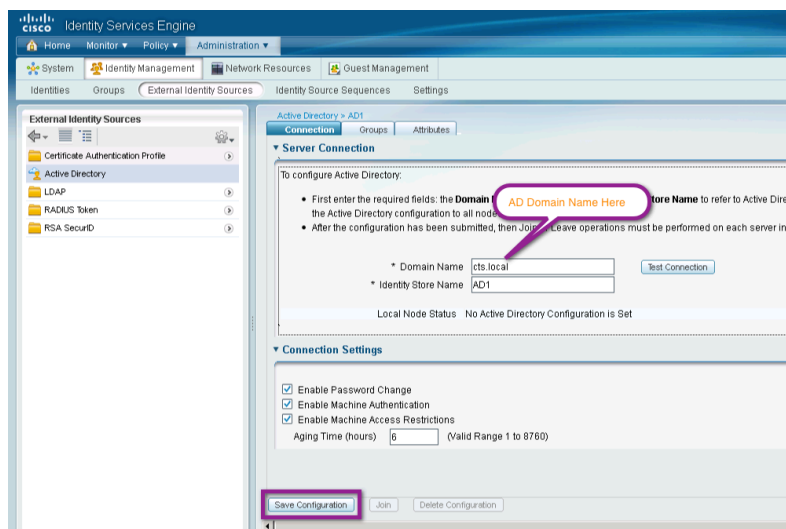 cisco Identity Services Engine
Home Monitor ▾ Policy ▾ Administration ▾
System Identity Management Network Resources Guest Management
Identities Groups External Identity Sources Identity Source Sequences Settings
External Identity Sources
Certificate Authentication Profile
Active Directory
LDAP
RADIUS Token
RSA SecurID
Active Directory > AD1
Connection Groups Attributes
▾ Server Connection
To configure Active Directory:
• First enter the required fields: the Domain tore Name to refer to Active Dire
the Active Directory configuration to all node
• After the configuration has been submitted, then Join Leave operations must be performed on each server in
AD Domain Name Here
* Domain Name cts.local Test Connection
* Identity Store Name AD1
Local Node Status No Active Directory Configuration is Set
▾ Connection Settings
Enable Password Change
Enable Machine Authentication
Enable Machine Access Restrictions
Aging Time (hours) 6 (Valid Range 1 to 8760)
Save Configuration Join Delete Configuration